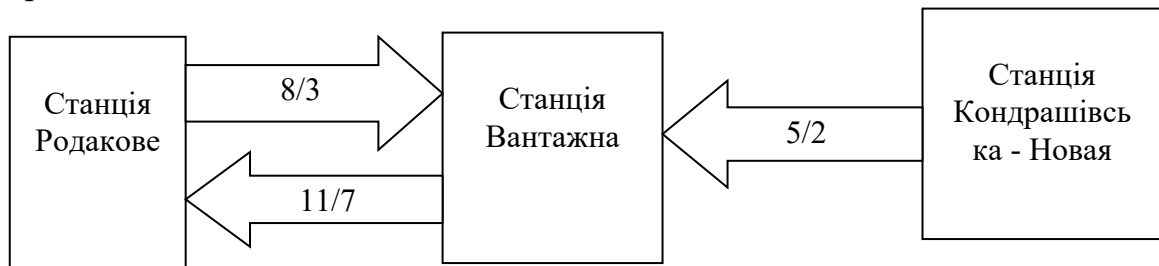 Станція
Родакове
8/3
11/7
Станція
Вантажна
5/2
Станція
Кондрашівсь
ка - Новая